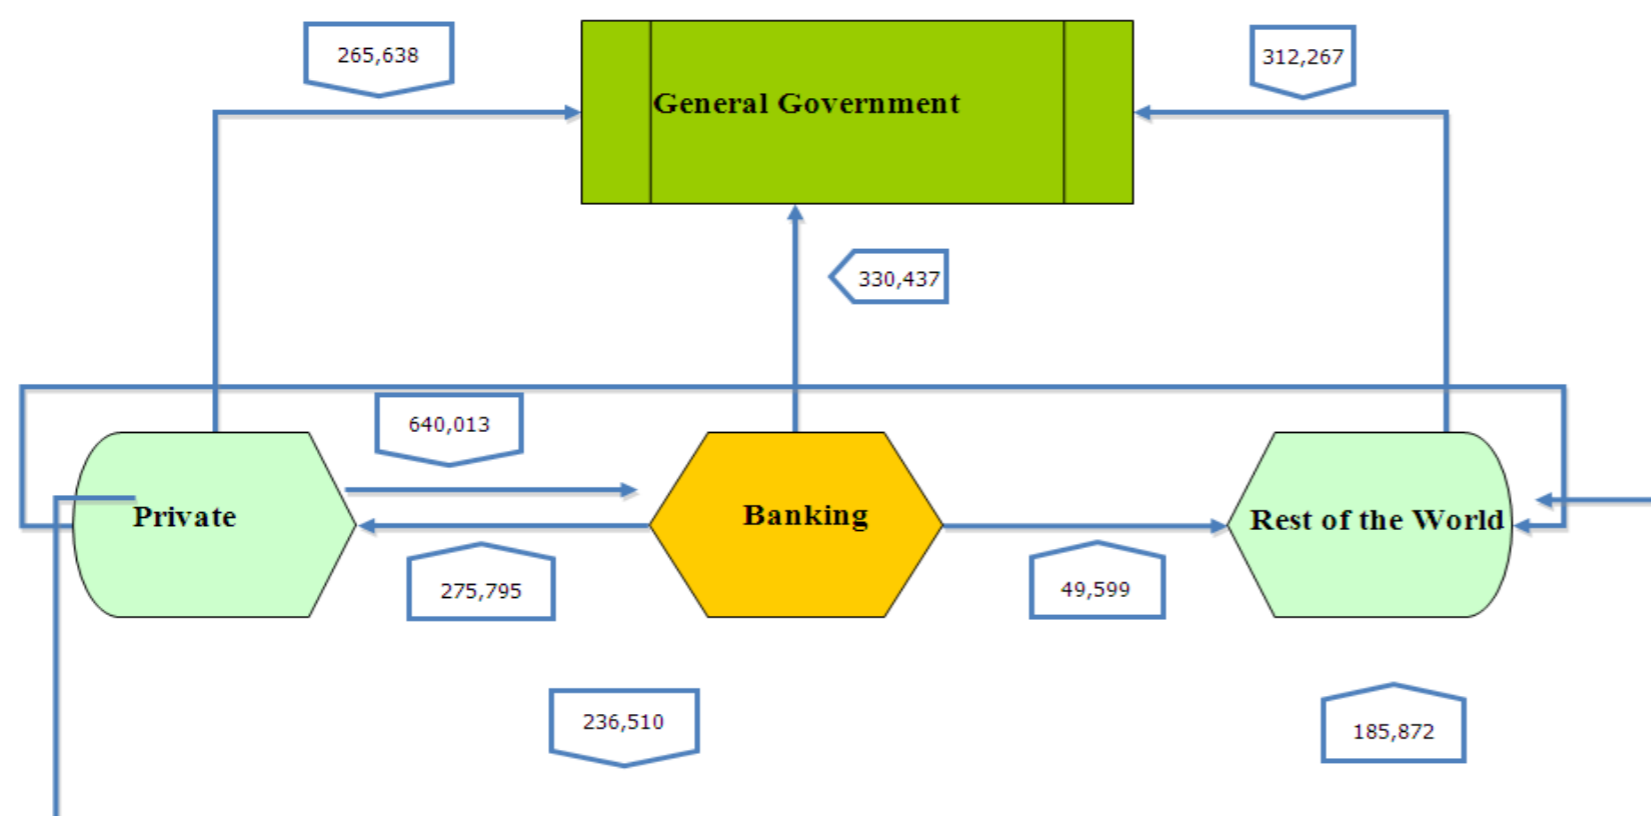 265,638
312,267
General Government
330,437
640,013
Private
Banking
Rest of the World
275,795
49,599
236,510
185,872